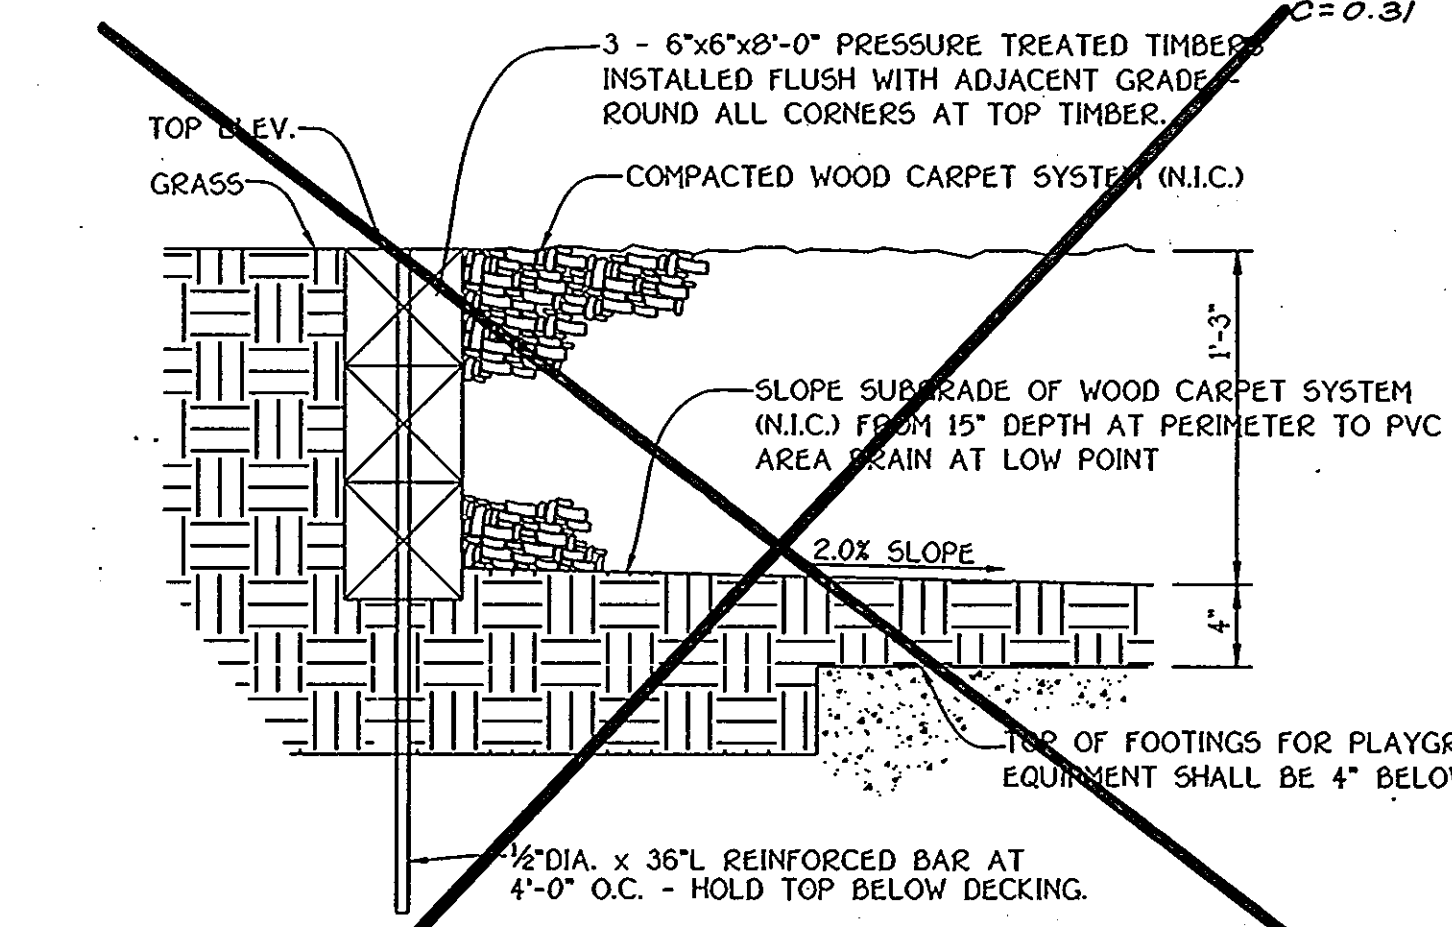 C=0.31
3 - 6"x6"x8'-0" PRESSURE TREATED TIMBERS
INSTALLED FLUSH WITH ADJACENT GRADE -
ROUND ALL CORNERS AT TOP TIMBER.
TOP ELEV.
GRASS
COMPACTED WOOD CARPET SYSTEM (N.I.C.)
1'-3"
SLOPE SUBGRADE OF WOOD CARPET SYSTEM
(N.I.C.) FROM 15" DEPTH AT PERIMETER TO PVC
AREA DRAIN AT LOW POINT
2.0% SLOPE
4"
TOP OF FOOTINGS FOR PLAYGR
EQUIPMENT SHALL BE 4" BELOW
½"DIA. x 36"L REINFORCED BAR AT
4'-0" O.C. - HOLD TOP BELOW DECKING.